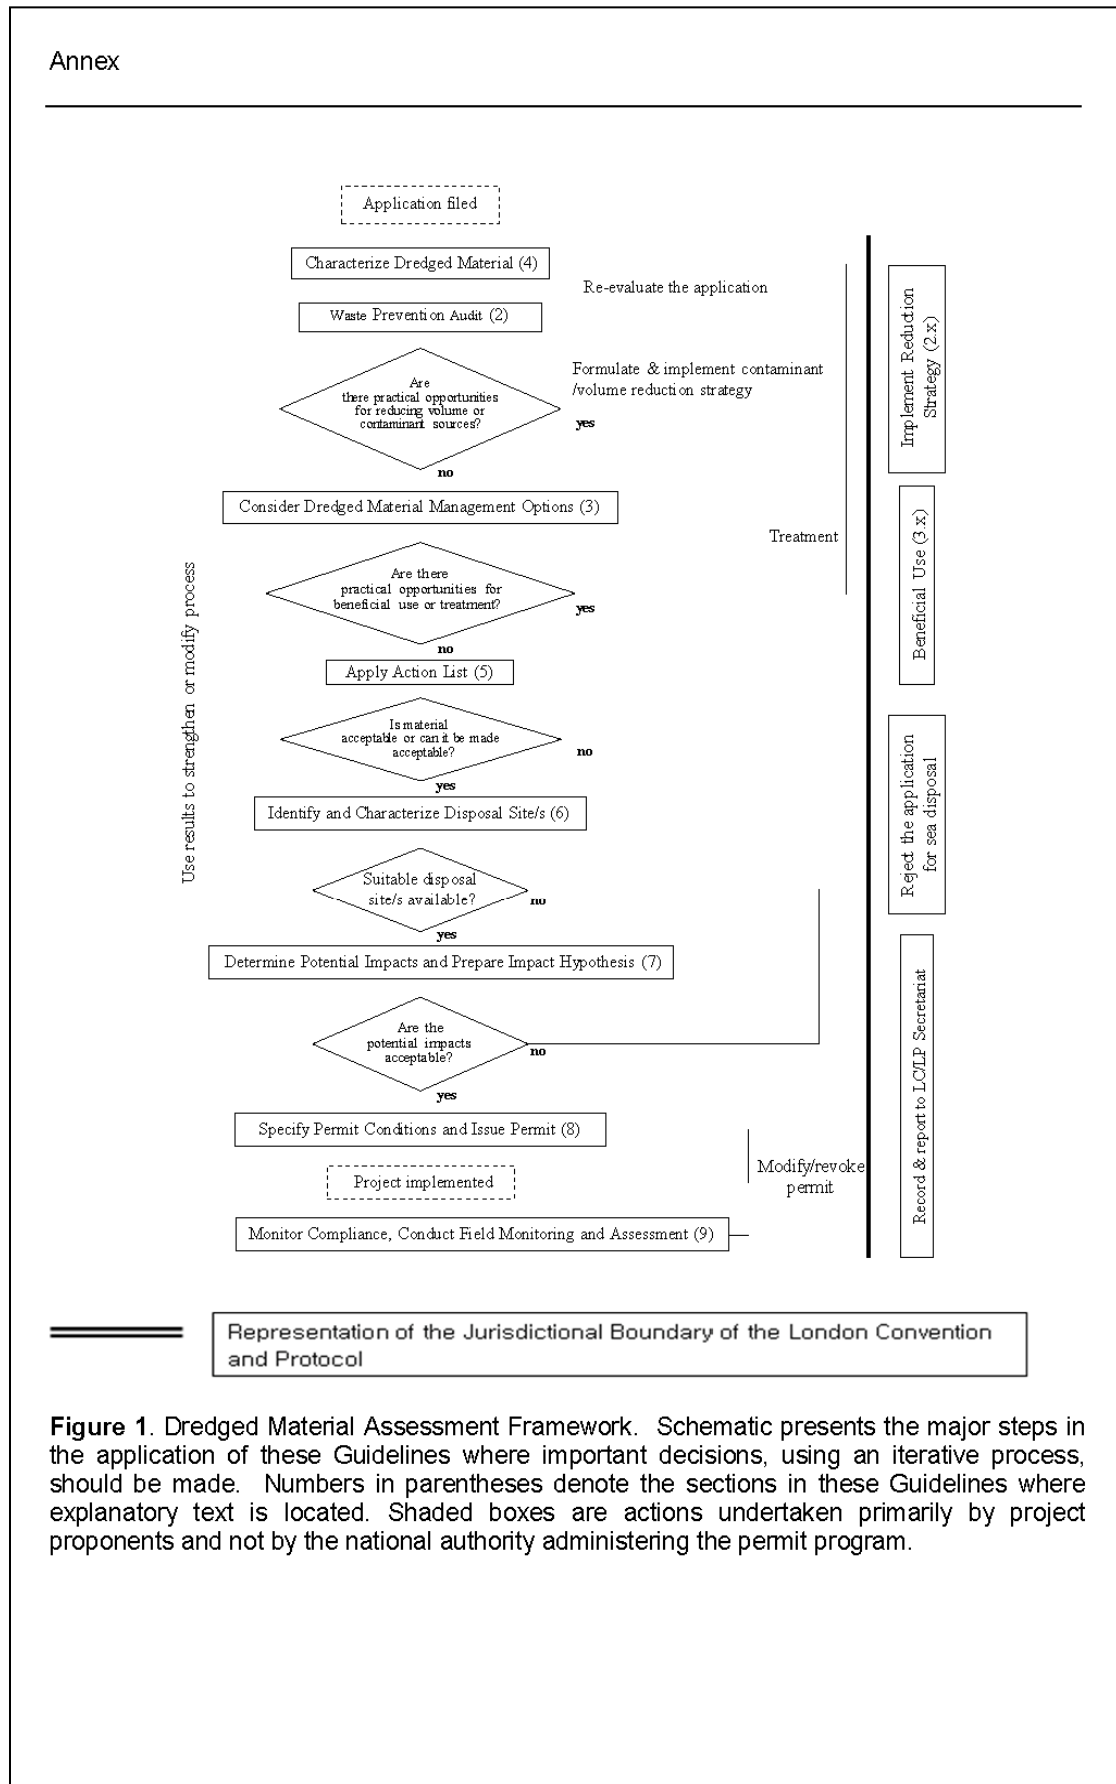 Annex
Application filed
Characterize Dredged Material (4)
Re-evaluate the application
Waste Prevention Audit (2)
Formulate & implement contaminant
/volume reduction strategy
Are
there practical opportunities
for reducing volume or
contaminant sources?
yes
no
Consider Dredged Material Management Options (3)
Treatment
Are there
practical opportunities for
beneficial use or treatment?
yes
no
Apply Action List (5)
Is material
acceptable or can it be made
acceptable?
no
yes
Identify and Characterize Disposal Site/s (6)
Suitable disposal
site/s available?
no
yes
Determine Potential Impacts and Prepare Impact Hypothesis (7)
Are the
potential impacts
acceptable?
no
yes
Specify Permit Conditions and Issue Permit (8)
Modify/revoke
permit
Project implemented
Monitor Compliance, Conduct Field Monitoring and Assessment (9)
Use results to strengthen or modify process
Implement Reduction
Strategy (2.x)
Beneficial Use (3.x)
Reject the application
for sea disposal
Record & report to LC/LP Secretariat
Representation of the Jurisdictional Boundary of the London Convention
and Protocol
Figure 1. Dredged Material Assessment Framework. Schematic presents the major steps in
the application of these Guidelines where important decisions, using an iterative process,
should be made. Numbers in parentheses denote the sections in these Guidelines where
explanatory text is located. Shaded boxes are actions undertaken primarily by project
proponents and not by the national authority administering the permit program.